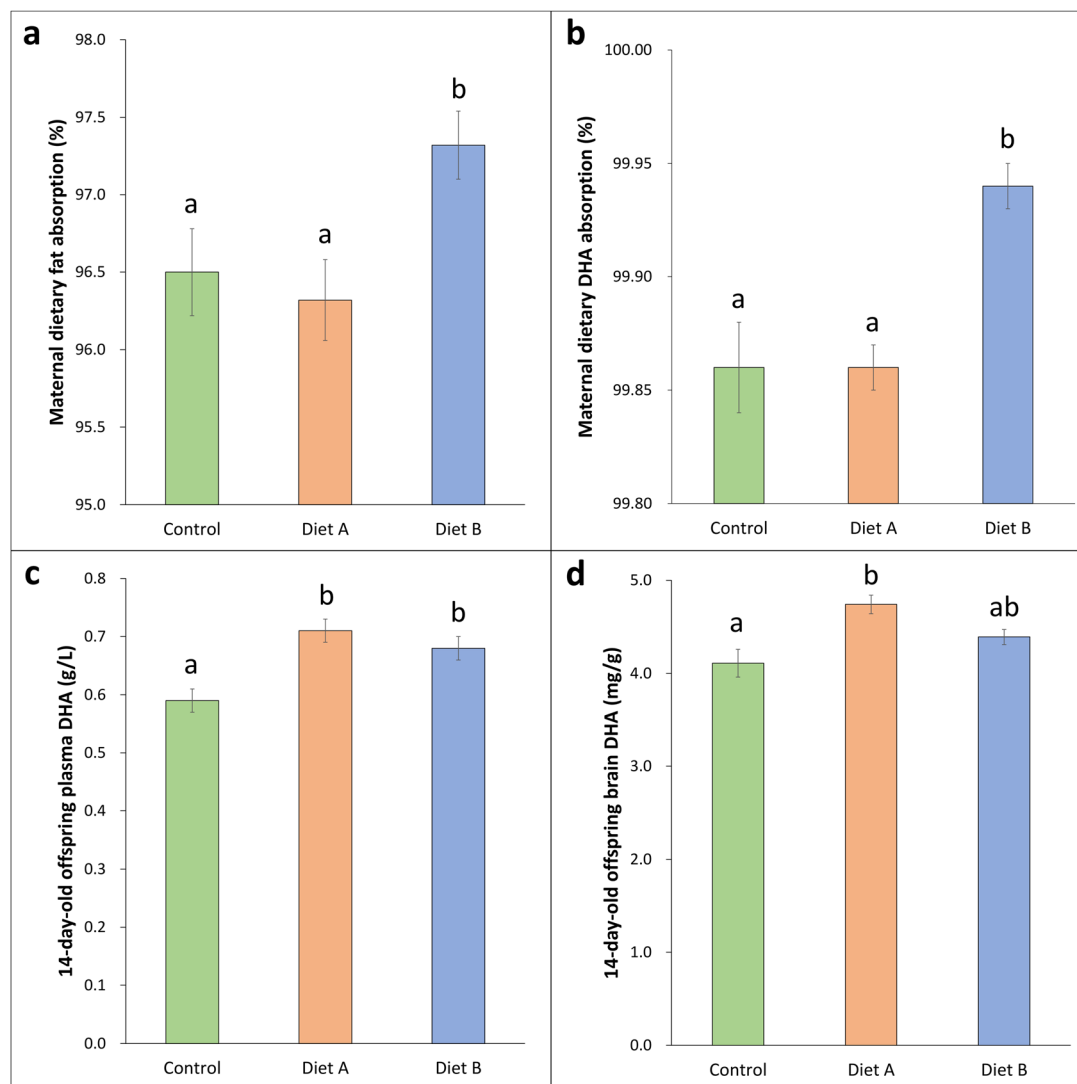 a
Maternal dietary fat absorption (%)
98.0
97.5
97.0
96.5
96.0
95.5
95.0
a
a
b
Control
Diet A
Diet B
b
Maternal dietary DHA absorption (%)
100.00
99.95
99.90
99.85
99.80
a
a
b
Control
Diet A
Diet B
c
14-day-old offspring plasma DHA (g/L)
0.8
0.7
0.6
0.5
0.4
0.3
0.2
0.1
0.0
a
b
b
Control
Diet A
Diet B
d
14-day-old offspring brain DHA (mg/g)
5.0
4.0
3.0
2.0
1.0
0.0
a
b
ab
Control
Diet A
Diet B